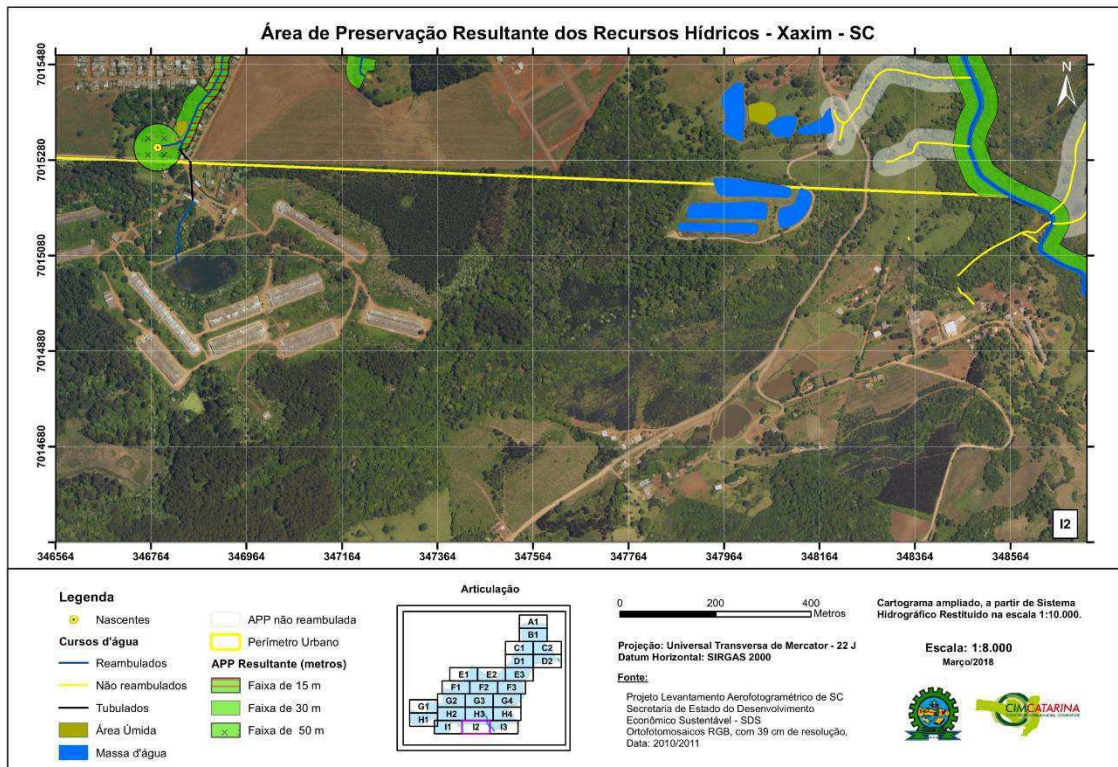 Área de Preservação Resultante dos Recursos Hídricos - Xaxim - SC
7015480
7015280
7015080
7014880
7014680
N
I2
346564 346764 346964 347164 347364 347564 347764 347964 348164 348364 348564
Legenda
Nascentes
Cursos d'água
Reambulados
Não reambulados
Tubulados
Área Úmida
Massa d'água
APP não reambulada
Perímetro Urbano
APP Resultante (metros)
Faixa de 15 m
Faixa de 30 m
Faixa de 50 m
Articulação
A1
B1
C1 C2
D1 D2
E1 E2 E3
F1 F2 F3
G1 G2 G3 G4
H1 H2 H3 H4
I1 I2 I3
0 200 400
Metros
Projeção: Universal Transversa de Mercator - 22 J
Datum Horizontal: SIRGAS 2000
Fonte:
Projeto Levantamento Aerofotogramétrico de SC
Secretaria de Estado do Desenvolvimento
Econômico Sustentável - SDS
Ortofotomosaicos RGB, com 39 cm de resolução,
Data: 2010/2011
Cartograma ampliado, a partir de Sistema
Hidrográfico Restituído na escala 1:10.000.
Escala: 1:8.000
Março/2018
CIMCATARINA